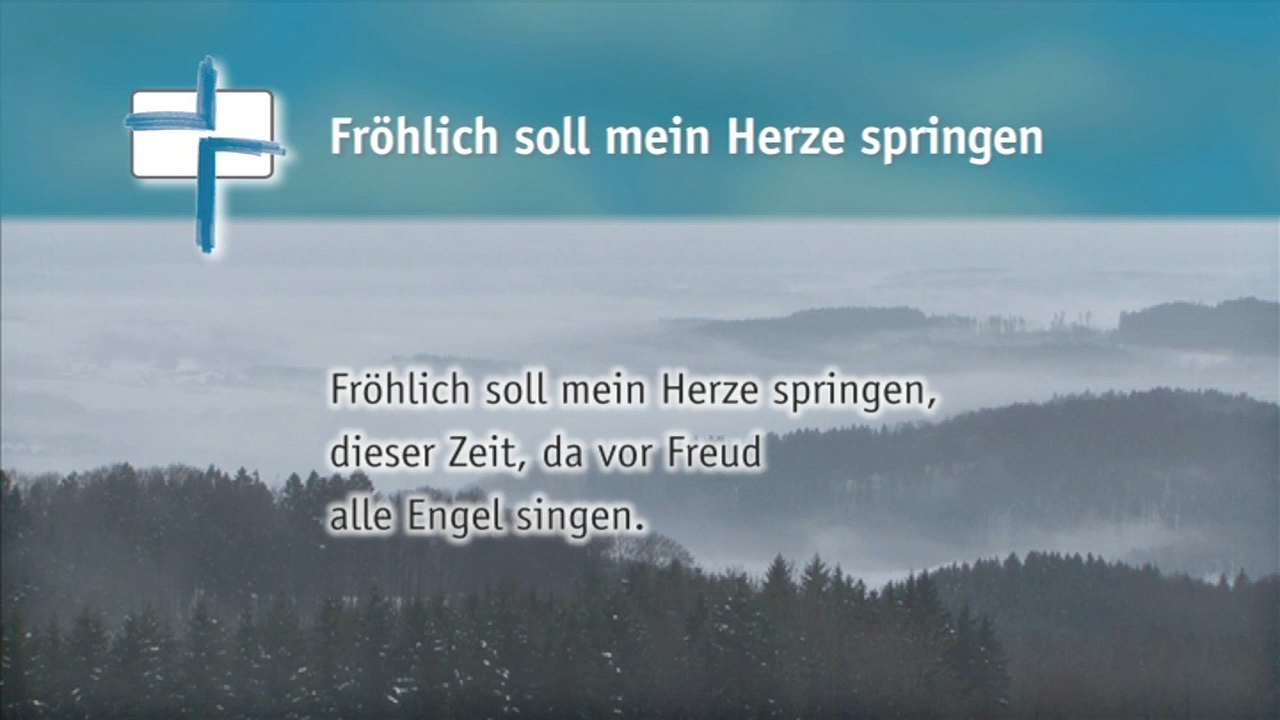 Fröhlich soll mein Herze springen
Fröhlich soll mein Herze springen,
dieser Zeit, da vor Freud
alle Engel singen.